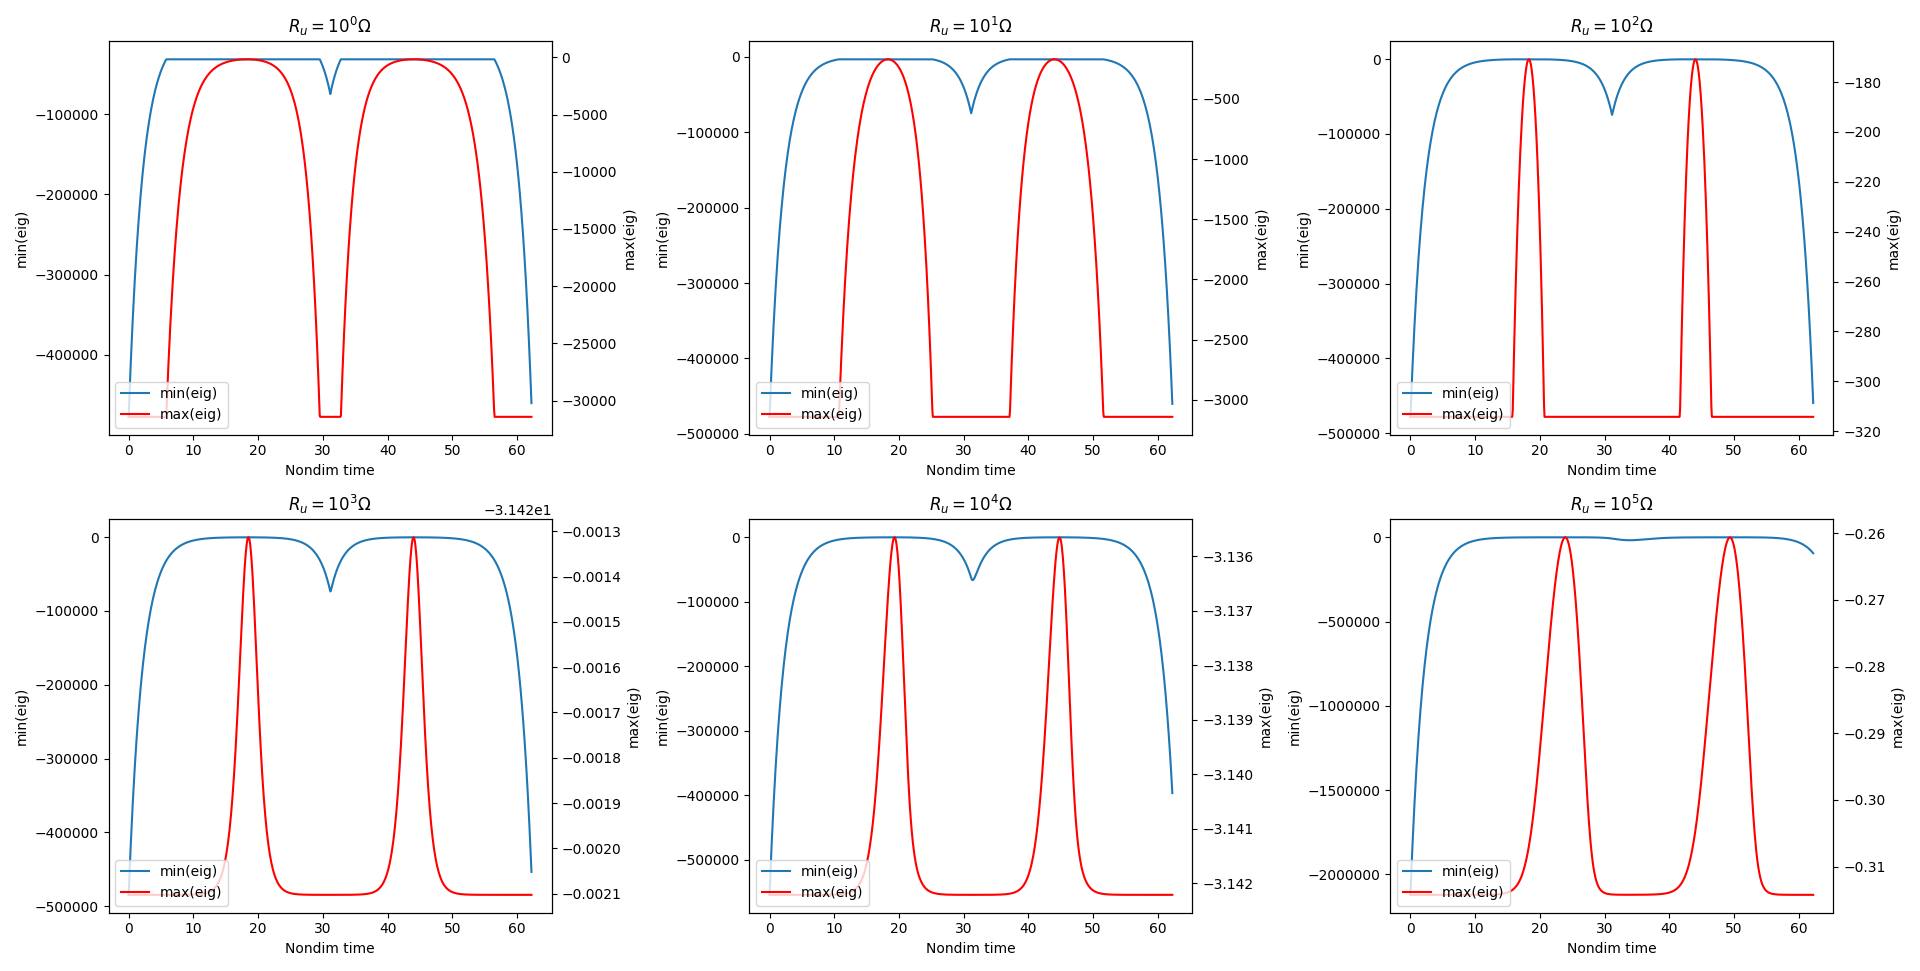 $R_u = 10^0 Ω$
min(eig)
−100000
−200000
−300000
−400000
0
−5000
−10000
−15000
−20000
−25000
−30000
max(eig)
min(eig)
max(eig)
0 10 20 30 40 50 60
Nondim time
$R_u = 10^1 Ω$
min(eig)
0
−100000
−200000
−300000
−400000
−500000
−500
−1000
−1500
−2000
−2500
−3000
max(eig)
min(eig)
max(eig)
0 10 20 30 40 50 60
Nondim time
$R_u = 10^2 Ω$
min(eig)
0
−100000
−200000
−300000
−400000
−500000
−180
−200
−220
−240
−260
−280
−300
−320
max(eig)
min(eig)
max(eig)
0 10 20 30 40 50 60
Nondim time
$R_u = 10^3 Ω$
−3.142e1
min(eig)
0
−100000
−200000
−300000
−400000
−500000
−0.0013
−0.0014
−0.0015
−0.0016
−0.0017
−0.0018
−0.0019
−0.0020
−0.0021
max(eig)
min(eig)
max(eig)
0 10 20 30 40 50 60
Nondim time
$R_u = 10^4 Ω$
min(eig)
0
−100000
−200000
−300000
−400000
−500000
−3.136
−3.137
−3.138
−3.139
−3.140
−3.141
−3.142
max(eig)
min(eig)
max(eig)
0 10 20 30 40 50 60
Nondim time
$R_u = 10^5 Ω$
min(eig)
0
−500000
−1000000
−1500000
−2000000
−0.26
−0.27
−0.28
−0.29
−0.30
−0.31
max(eig)
min(eig)
max(eig)
0 10 20 30 40 50 60
Nondim time